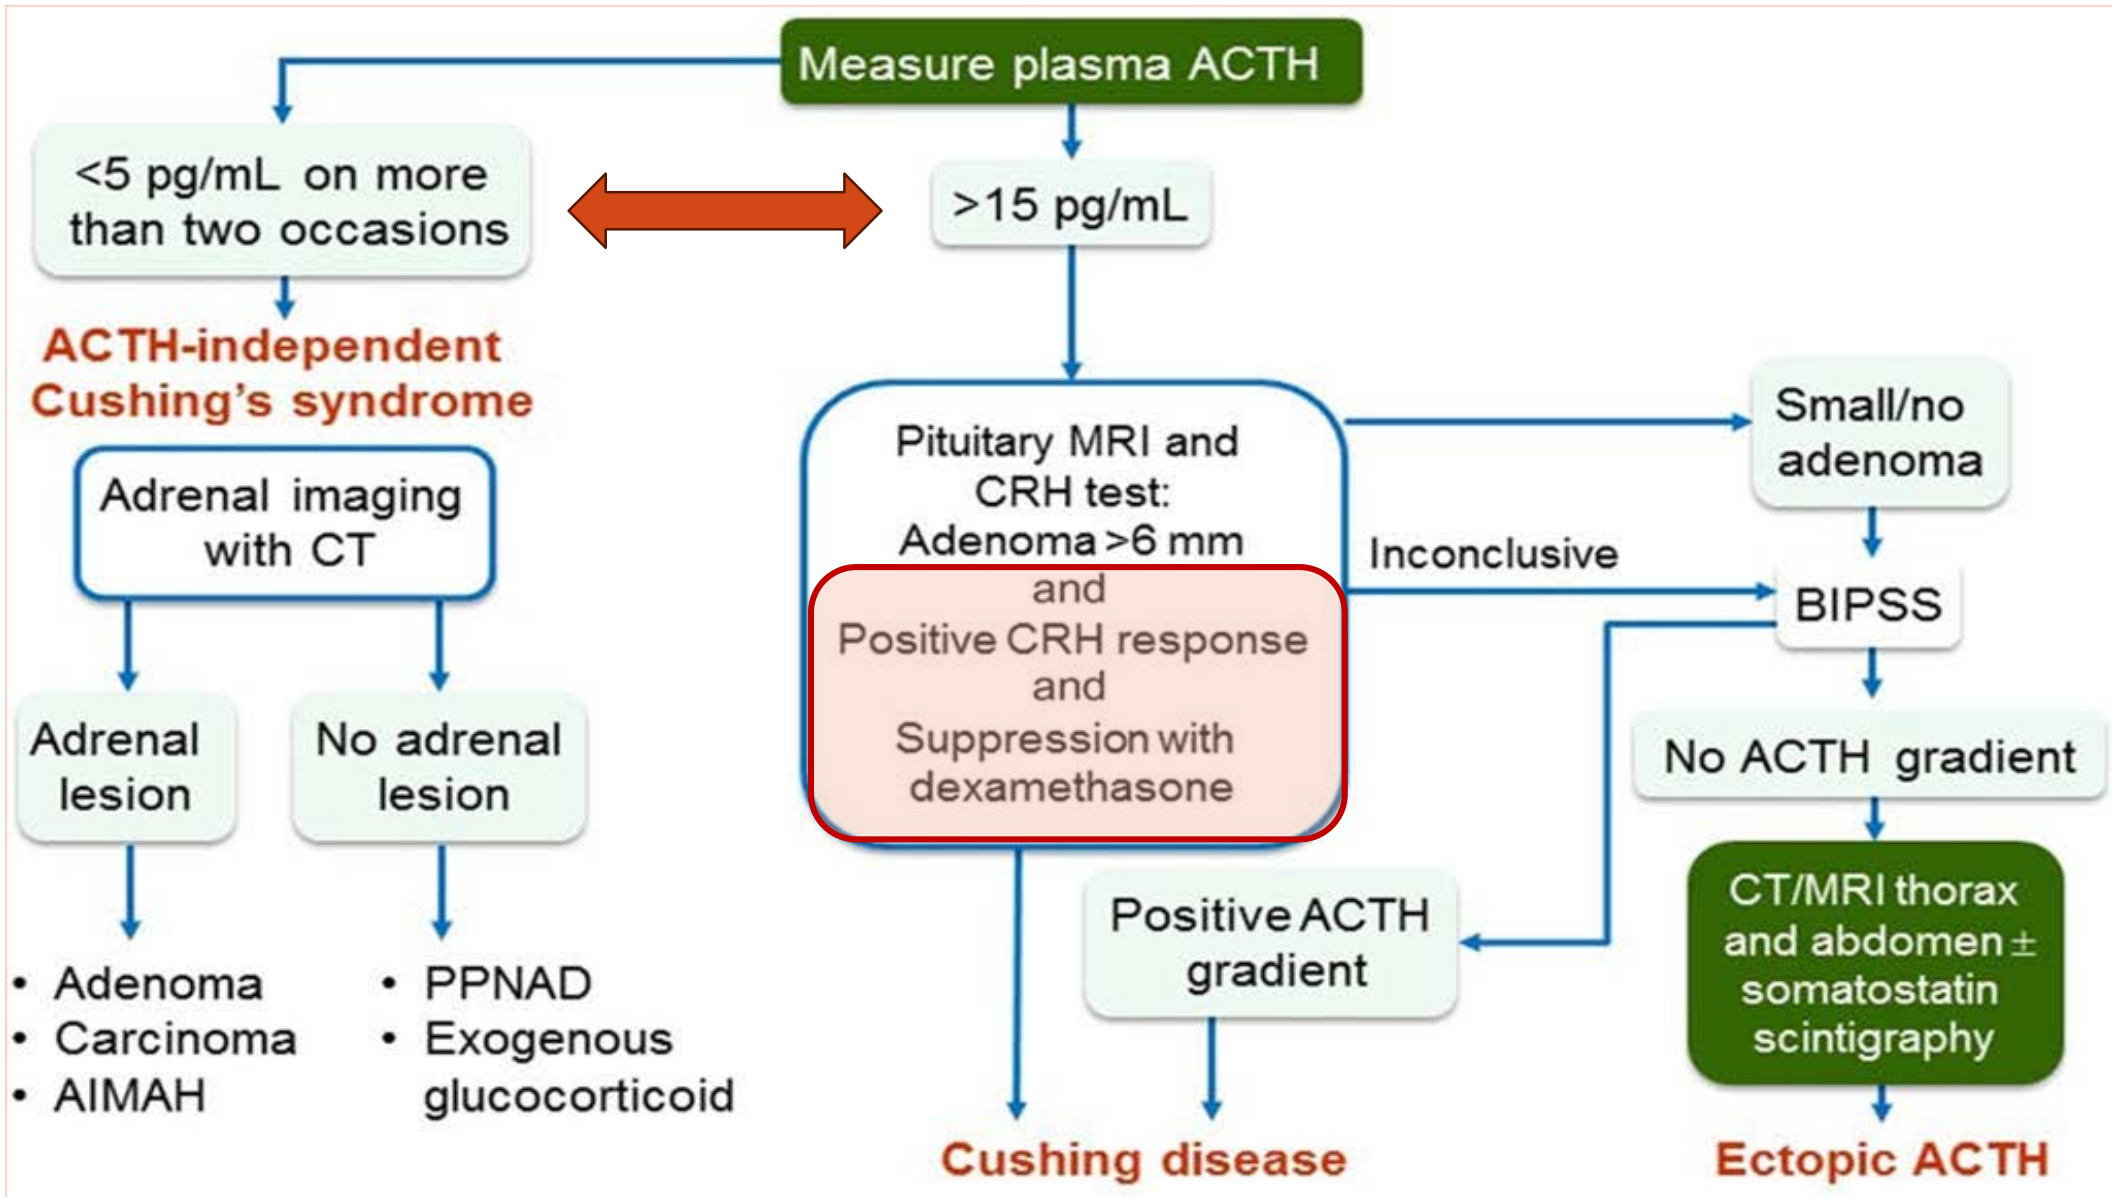 Measure plasma ACTH
<5 pg/mL on more
than two occasions
>15 pg/mL
ACTH-independent
Cushing's syndrome
Adrenal imaging
with CT
Adrenal
lesion
No adrenal
lesion
• Adenoma
• Carcinoma
• AIMAH
• PPNAD
• Exogenous
glucocorticoid
Pituitary MRI and
CRH test:
Adenoma >6 mm
and
Positive CRH response
and
Suppression with
dexamethasone
Small/no
adenoma
Inconclusive
BIPSS
No ACTH gradient
Positive ACTH
gradient
CT/MRI thorax
and abdomen ±
somatostatin
scintigraphy
Cushing disease
Ectopic ACTH